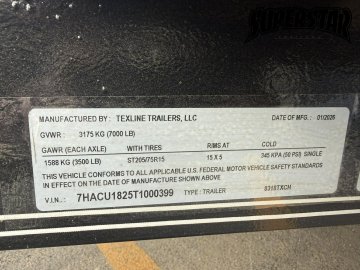 SUPERSTAR
MANUFACTURED BY: TEXLINE TRAILERS, LLC DATE OF MFG.: 01/2026
GVWR: 3175 KG (7000 LB)
GAWR (EACH AXLE) WITH TIRES RIMS AT COLD
1588 KG (3500 LB) ST205/75R15 15 X 5 345 KPA (50 PSI) SINGLE
THIS VEHICLE CONFORMS TO ALL APPLICABLE U.S. FEDERAL MOTOR VEHICLE SAFETY STANDARDS
IN EFFECT ON THE DATE OF MANUFACTURE SHOWN ABOVE.
V.I.N.: 7HACU1825T1000399 TYPE: TRAILER 8318TXCH